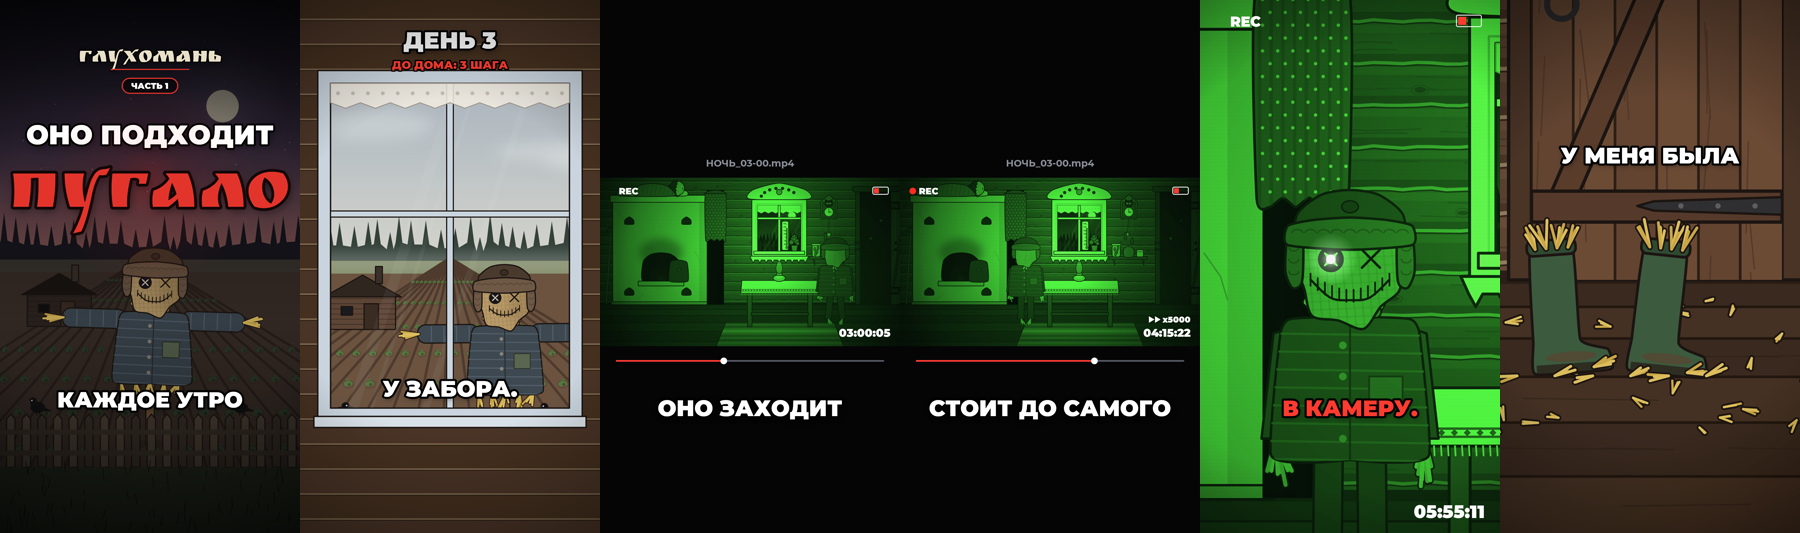 глухомань
ЧАСТЬ 1
ОНО ПОДХОДИТ
пугало
КАЖДОЕ УТРО
ДЕНЬ 3
ДО ДОМА: 3 ШАГА
У ЗАБОРА.
НОЧЬ_03-00.mp4
REC
03:00:05
ОНО ЗАХОДИТ
НОЧЬ_03-00.mp4
REC
x5000
04:15:22
СТОИТ ДО САМОГО
REC
В КАМЕРУ.
05:55:11
У МЕНЯ БЫЛА